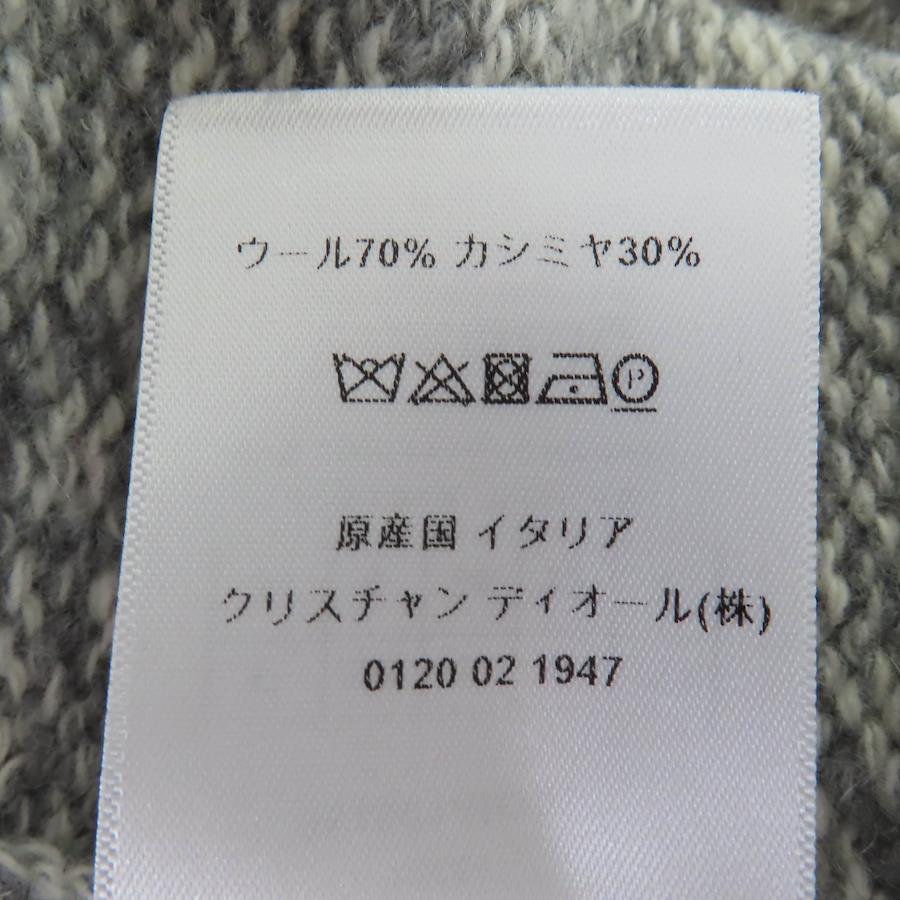 ウール70% カシミヤ30%
P
原産国 イタリア
クリスチャン ディオール(株)
0120 02 1947